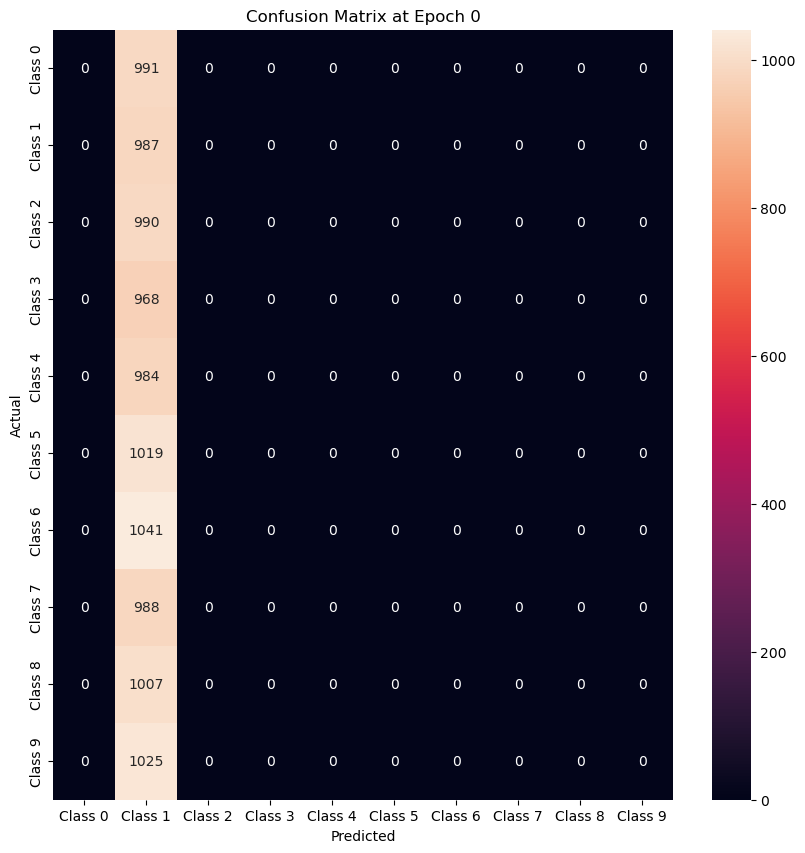 Confusion Matrix at Epoch 0
Class 0 0 991 0 0 0 0 0 0 0 0
Class 1 0 987 0 0 0 0 0 0 0 0
Class 2 0 990 0 0 0 0 0 0 0 0
Class 3 0 968 0 0 0 0 0 0 0 0
Class 4 0 984 0 0 0 0 0 0 0 0
Class 5 0 1019 0 0 0 0 0 0 0 0
Class 6 0 1041 0 0 0 0 0 0 0 0
Class 7 0 988 0 0 0 0 0 0 0 0
Class 8 0 1007 0 0 0 0 0 0 0 0
Class 9 0 1025 0 0 0 0 0 0 0 0
Actual
Class 0 Class 1 Class 2 Class 3 Class 4 Class 5 Class 6 Class 7 Class 8 Class 9
Predicted
1000
800
600
400
200
0